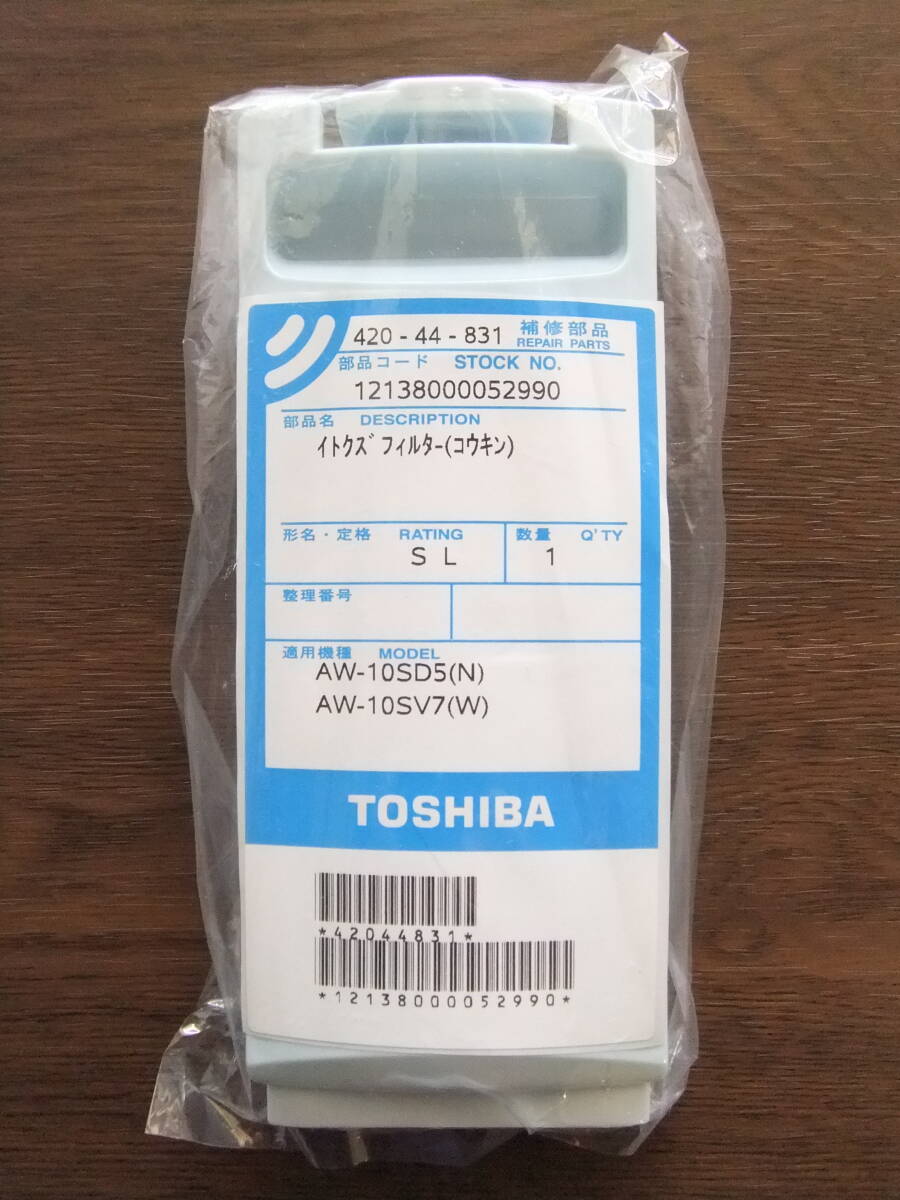 420-44-831 補修部品
REPAIR PARTS
部品コード STOCK NO.
12138000052990
部品名 DESCRIPTION
ｲﾄｸｽﾞﾌｨﾙﾀｰ(ｺｳｷﾝ)
形名・定格 RATING 数量 Q'TY
S L 1
整理番号
適用機種 MODEL
AW-10SD5(N)
AW-10SV7(W)
TOSHIBA
*42044831*
*12138000052990*